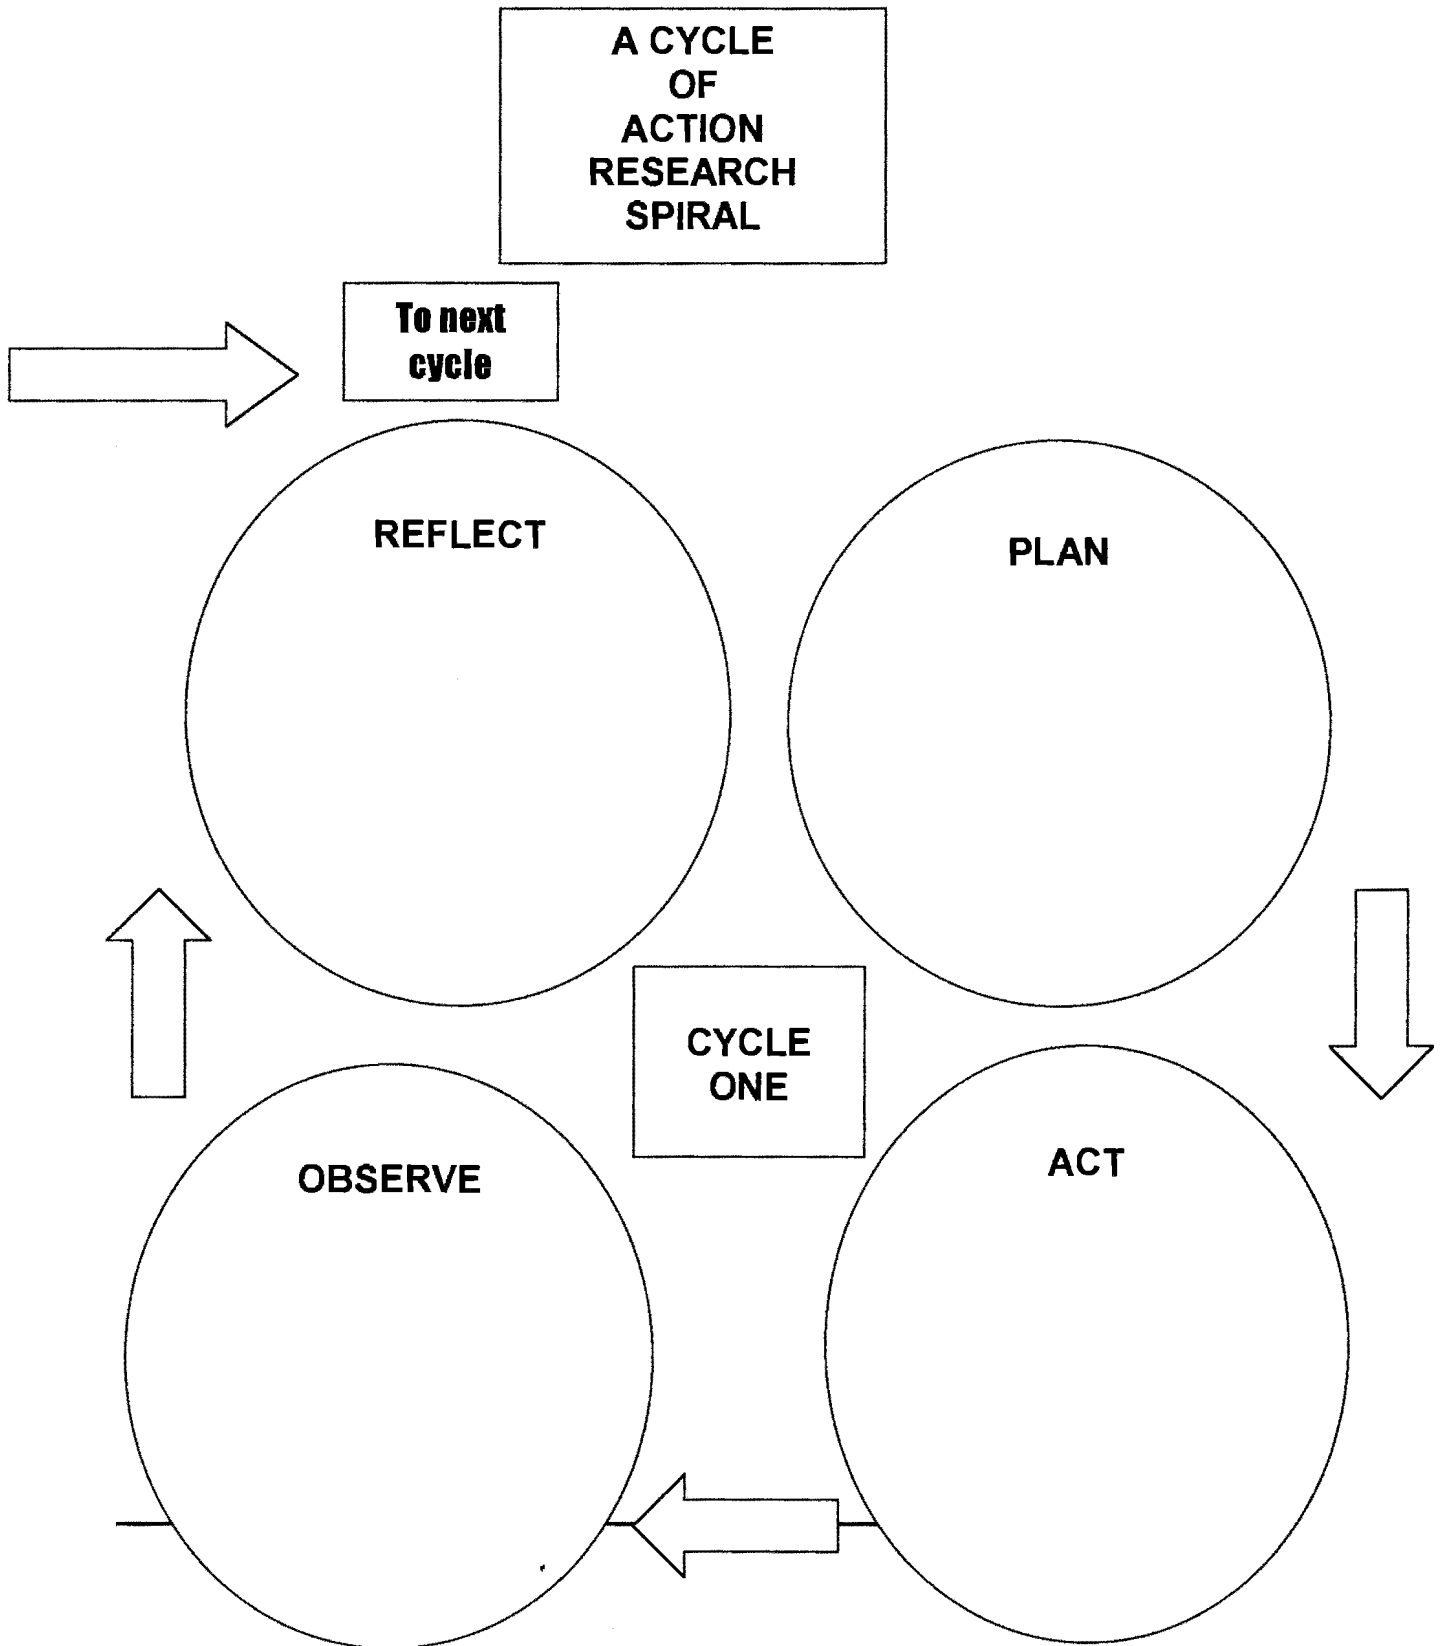 A CYCLE
OF
ACTION
RESEARCH
SPIRAL
To next
cycle
REFLECT
PLAN
CYCLE
ONE
OBSERVE
ACT